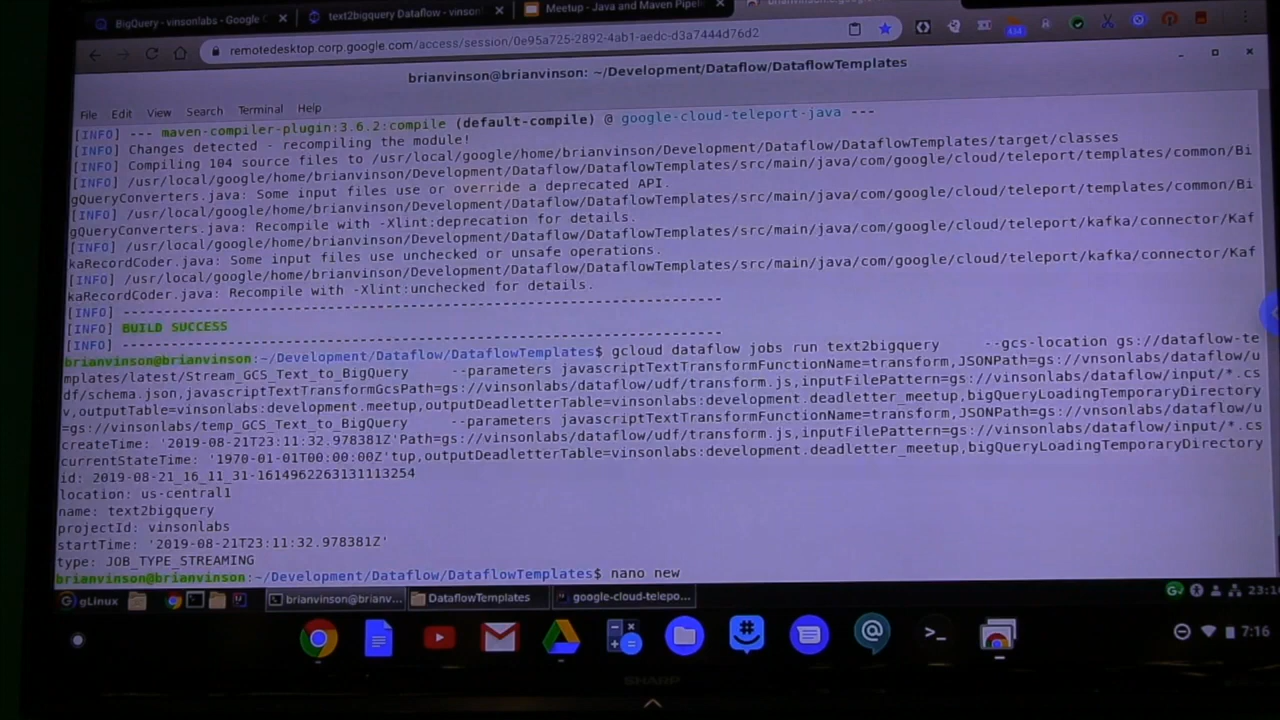 BigQuery - vinsonlabs - Google C
text2bigquery Dataflow - vinson
Meetup - Java and Maven Pipel
remotedesktop.corp.google.com/access/session/0e95a725-2892-4ab1-aedc-d3a7444d76d2
434
brianvinson@brianvinson: ~/Development/Dataflow/DataflowTemplates
File Edit View Search Terminal Help
[INFO] --- maven-compiler-plugin:3.6.2:compile (default-compile) @ google-cloud-teleport-java ---
[INFO] Changes detected - recompiling the module!
[INFO] Compiling 104 source files to /usr/local/google/home/brianvinson/Development/Dataflow/DataflowTemplates/target/classes
[INFO] /usr/local/google/home/brianvinson/Development/Dataflow/DataflowTemplates/src/main/java/com/google/cloud/teleport/templates/common/Bi
gQueryConverters.java: Some input files use or override a deprecated API.
[INFO] /usr/local/google/home/brianvinson/Development/Dataflow/DataflowTemplates/src/main/java/com/google/cloud/teleport/templates/common/Bi
gQueryConverters.java: Recompile with -Xlint:deprecation for details.
[INFO] /usr/local/google/home/brianvinson/Development/Dataflow/DataflowTemplates/src/main/java/com/google/cloud/teleport/kafka/connector/Kaf
kaRecordCoder.java: Some input files use unchecked or unsafe operations.
[INFO] /usr/local/google/home/brianvinson/Development/Dataflow/DataflowTemplates/src/main/java/com/google/cloud/teleport/kafka/connector/Kaf
kaRecordCoder.java: Recompile with -Xlint:unchecked for details.
[INFO] ------------------------------------------------------------------------
[INFO] BUILD SUCCESS
[INFO] ------------------------------------------------------------------------
brianvinson@brianvinson:~/Development/Dataflow/DataflowTemplates$ gcloud dataflow jobs run text2bigquery --gcs-location gs://dataflow-te
mplates/latest/Stream_GCS_Text_to_BigQuery --parameters javascriptTextTransformFunctionName=transform,JSONPath=gs://vinsonlabs/dataflow/u
df/schema.json,javascriptTextTransformGcsPath=gs://vinsonlabs/dataflow/udf/transform.js,inputFilePattern=gs://vinsonlabs/dataflow/input/*.cs
v,outputTable=vinsonlabs:development.meetup,outputDeadletterTable=vinsonlabs:development.deadletter_meetup,bigQueryLoadingTemporaryDirectory
=gs://vinsonlabs/temp_GCS_Text_to_BigQuery --parameters javascriptTextTransformFunctionName=transform,JSONPath=gs://vnsonlabs/dataflow/u
createTime: '2019-08-21T23:11:32.978381Z'Path=gs://vinsonlabs/dataflow/udf/transform.js,inputFilePattern=gs://vinsonlabs/dataflow/input/*.cs
currentStateTime: '1970-01-01T00:00:00Z'tup,outputDeadletterTable=vinsonlabs:development.deadletter_meetup,bigQueryLoadingTemporaryDirectory
id: 2019-08-21_16_11_31-1614962263131113254
location: us-central1
name: text2bigquery
projectId: vinsonlabs
startTime: '2019-08-21T23:11:32.978381Z'
type: JOB_TYPE_STREAMING
brianvinson@brianvinson:~/Development/Dataflow/DataflowTemplates$ nano new
gLinux
brianvinson@brianv...
DataflowTemplates
google-cloud-telepo...
7:16
SHARP